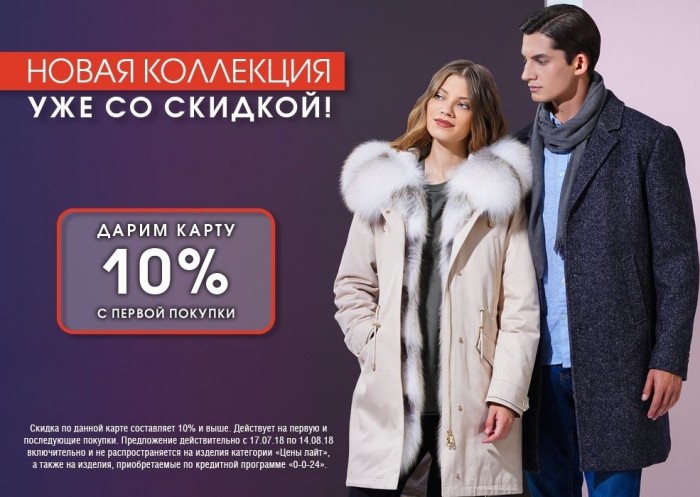 НОВАЯ КОЛЛЕКЦИЯ
УЖЕ СО СКИДКОЙ!
ДАРИМ КАРТУ
10%
С ПЕРВОЙ ПОКУПКИ
Скидка по данной карте составляет 10% и выше. Действует на первую и
последующие покупки. Предложение действительно с 17.07.18 по 14.08.18
включительно и не распространяется на изделия категории «Цены лайт»,
а также на изделия, приобретаемые по кредитной программе «0-0-24».